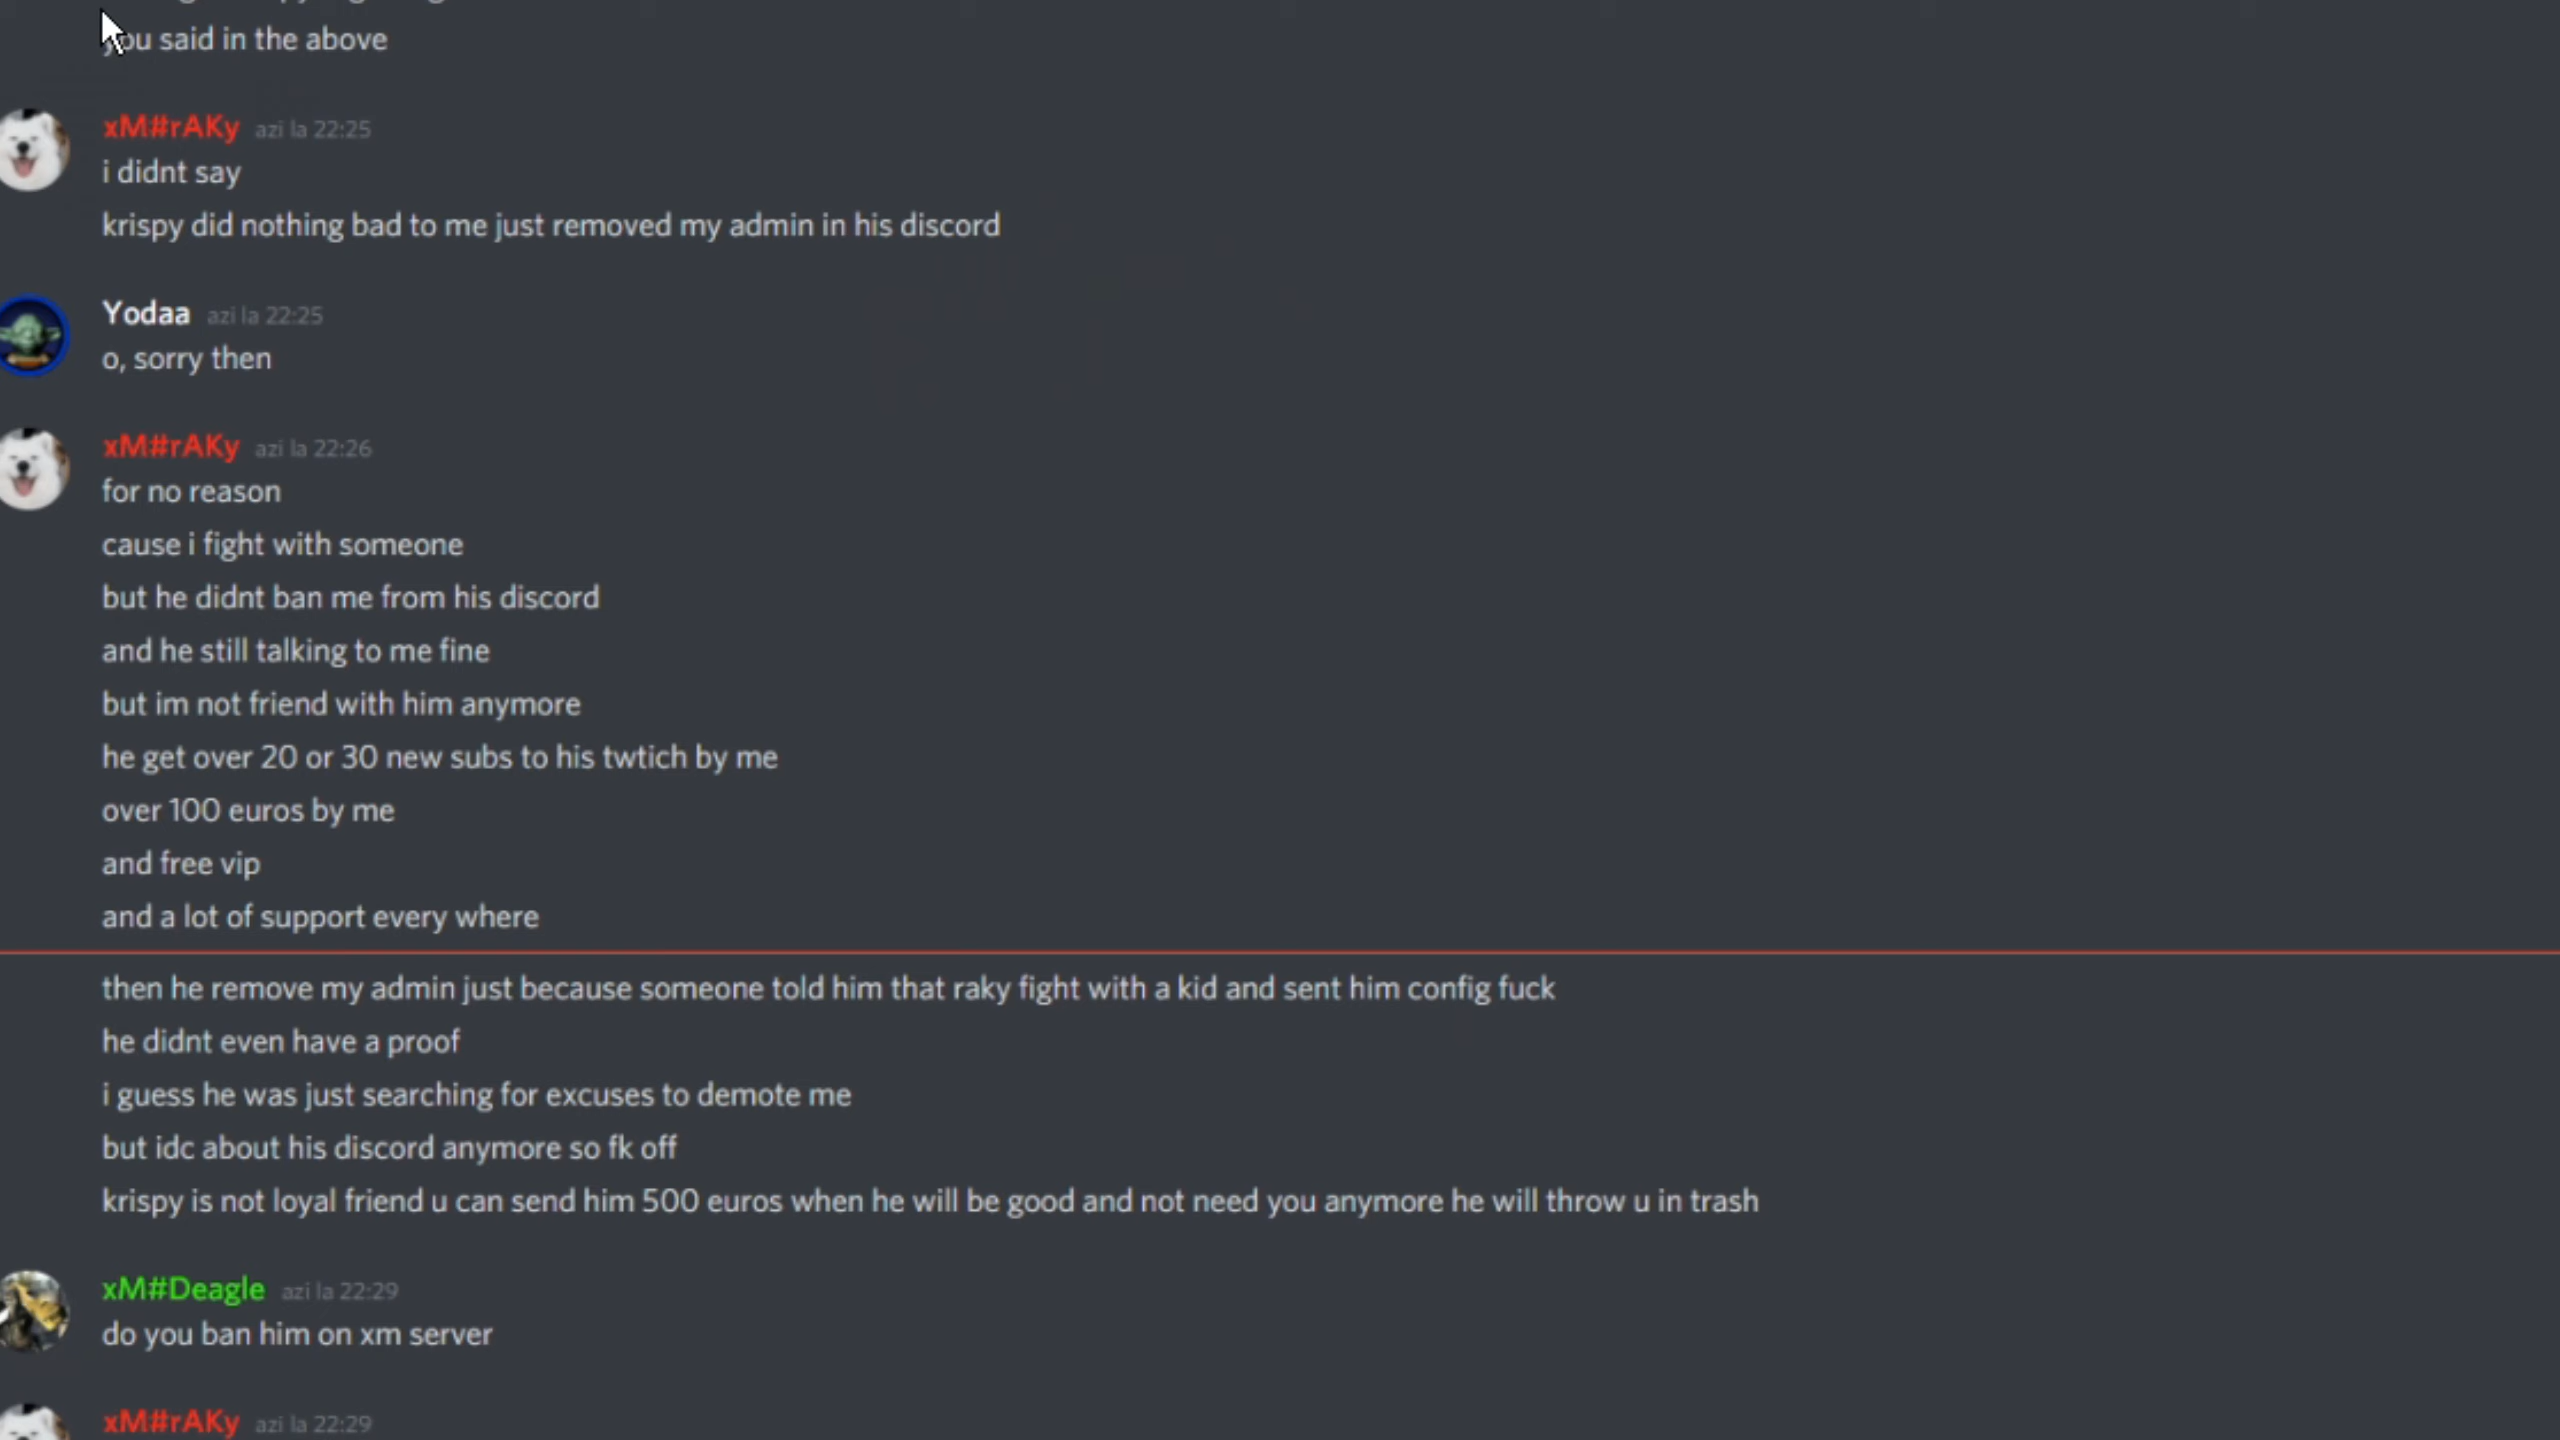 you said in the above
xM#rAKy azi la 22:25
i didnt say
krispy did nothing bad to me just removed my admin in his discord
Yodaa azi la 22:25
o, sorry then
xM#rAKy azi la 22:26
for no reason
cause i fight with someone
but he didnt ban me from his discord
and he still talking to me fine
but im not friend with him anymore
he get over 20 or 30 new subs to his twtich by me
over 100 euros by me
and free vip
and a lot of support every where
then he remove my admin just because someone told him that raky fight with a kid and sent him config fuck
he didnt even have a proof
i guess he was just searching for excuses to demote me
but idc about his discord anymore so fk off
krispy is not loyal friend u can send him 500 euros when he will be good and not need you anymore he will throw u in trash
xM#Deagle azi la 22:29
do you ban him on xm server
xM#rAKy azi la 22:29